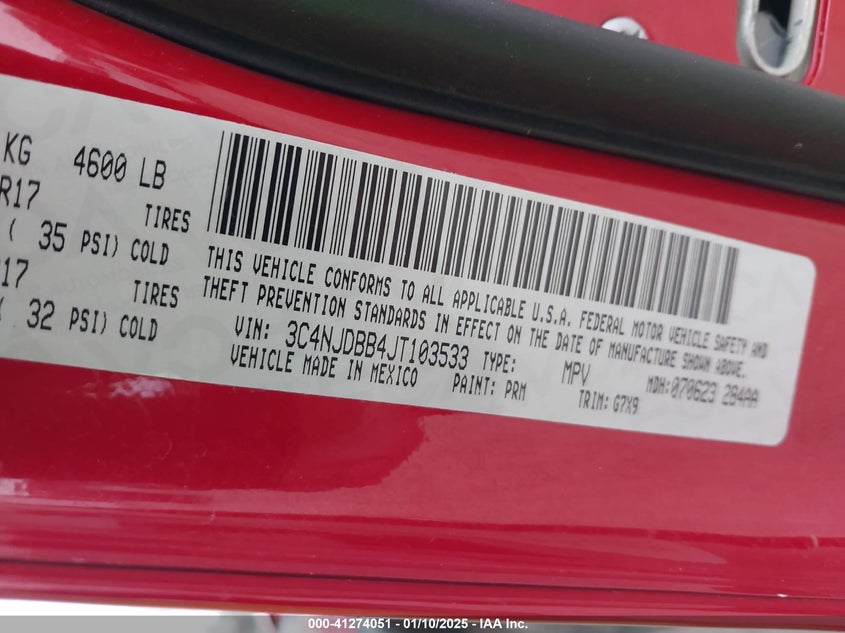 KG 4600 LB
R17 TIRES
( 35 PSI) COLD
17 TIRES
( 32 PSI) COLD
THIS VEHICLE CONFORMS TO ALL APPLICABLE U.S.A. FEDERAL MOTOR VEHICLE SAFETY AND
THEFT PREVENTION STANDARDS IN EFFECT ON THE DATE OF MANUFACTURE SHOWN ABOVE.
VIN: 3C4NJDBB4JT103533 TYPE: MPV MDH:070623 284AA
VEHICLE MADE IN MEXICO PAINT: PRM TRIM: G7X9
000-41274051 — 01/10/2025 — IAA Inc.